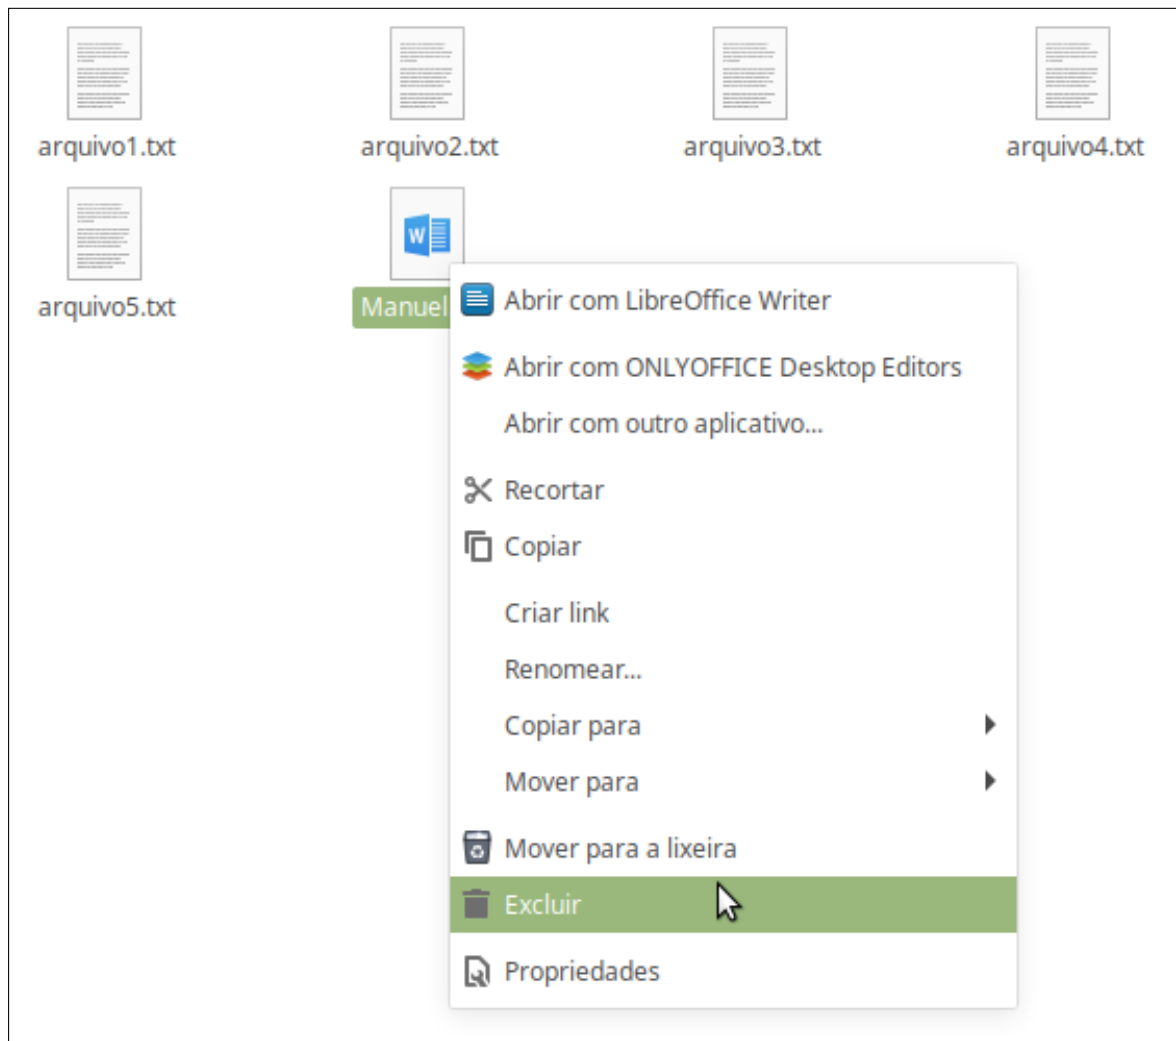 arquivo1.txt arquivo2.txt arquivo3.txt arquivo4.txt
arquivo5.txt Manuel
W
Abrir com LibreOffice Writer
Abrir com ONLYOFFICE Desktop Editors
Abrir com outro aplicativo...
Recortar
Copiar
Criar link
Renomear...
Copiar para
Mover para
Mover para a lixeira
Excluir
Propriedades